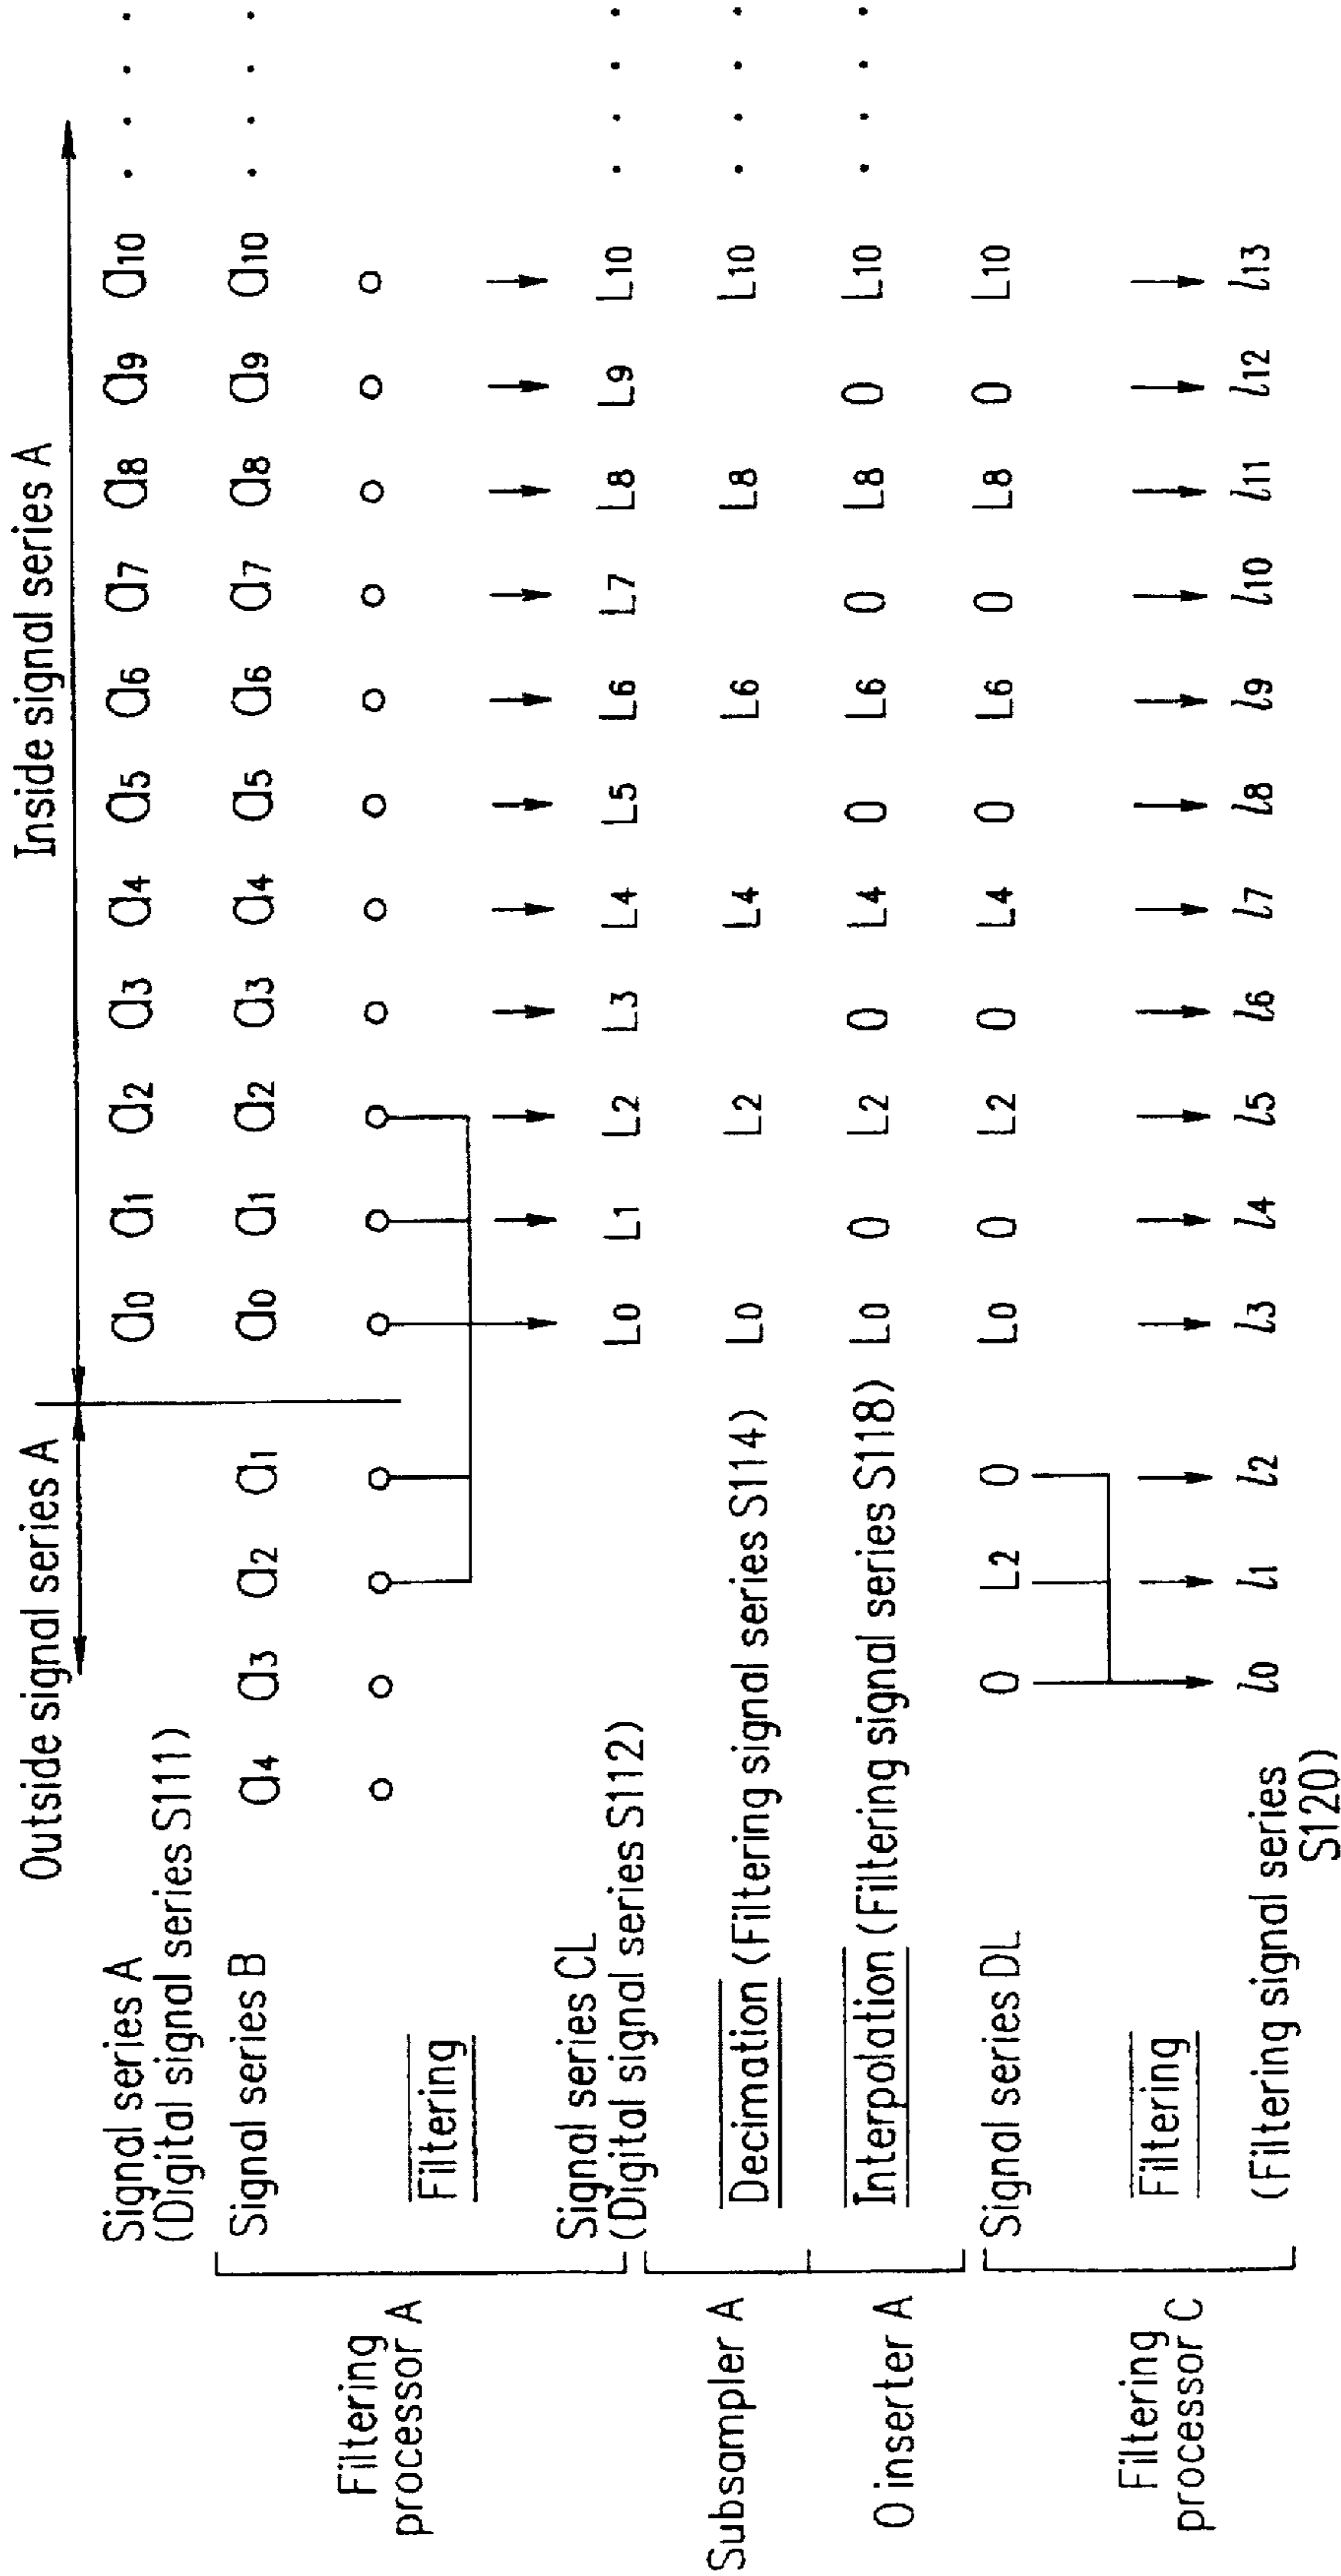 Outside signal series A
Inside signal series A
Signal series A
(Digital signal series S111)
a0 a1 a2 a3 a4 a5 a6 a7 a8 a9 a10 . . . .
Signal series B
a4 a3 a2 a1 a0 a1 a2 a3 a4 a5 a6 a7 a8 a9 a10 . . . .
Filtering processor A
Filtering
Signal series CL
(Digital signal series S112)
L0 L1 L2 L3 L4 L5 L6 L7 L8 L9 L10 . . . .
Subsampler A
Decimation (Filtering signal series S114)
L0 L2 L4 L6 L8 L10 . . . .
0 inserter A
Interpolation (Filtering signal series S118)
L0 0 L2 0 L4 0 L6 0 L8 0 L10 . . . .
Signal series DL
0 L2 0 L0 0 L2 0 L4 0 L6 0 L8 0 L10
Filtering processor C
Filtering
(Filtering signal series S120)
l0 l1 l2 l3 l4 l5 l6 l7 l8 l9 l10 l11 l12 l13